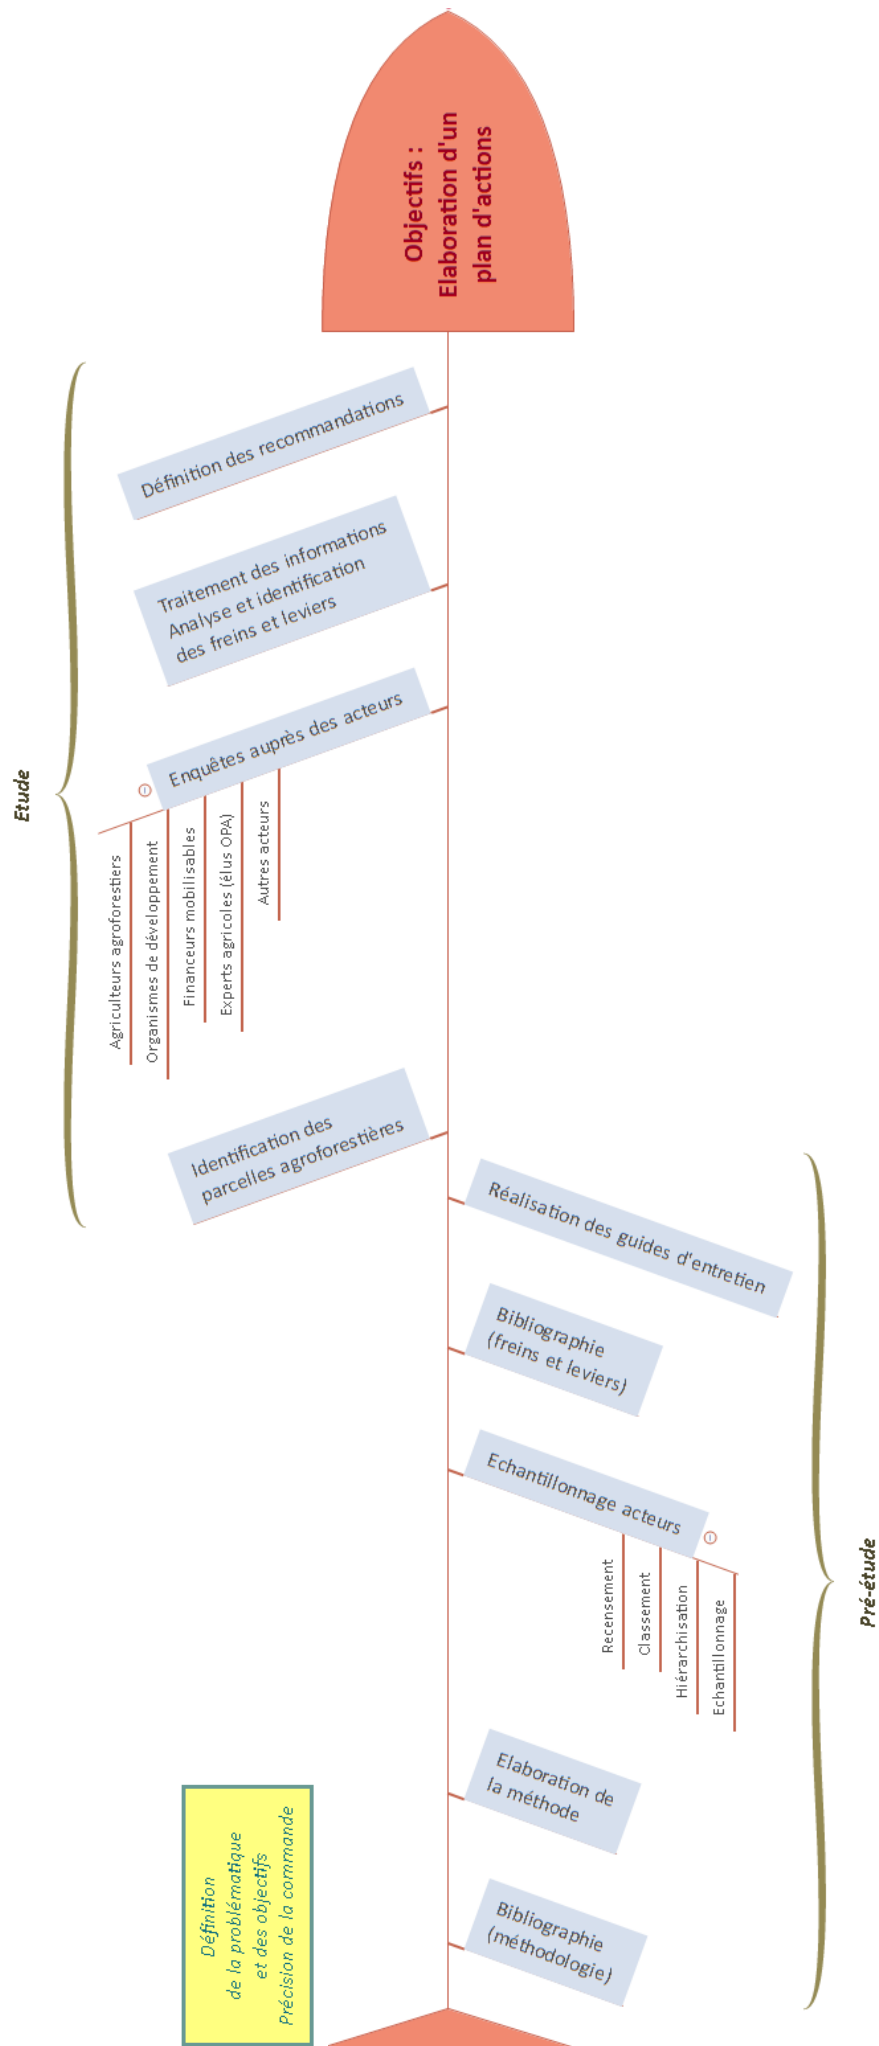 Objectifs :
Elaboration d'un
plan d'actions
Définition des recommandations
Traitement des informations
Analyse et identification
des freins et leviers
Enquêtes auprès des acteurs
Agriculteurs agroforestiers
Organismes de développement
Financeurs mobilisables
Experts agricoles (élus OPA)
Autres acteurs
Etude
Identification des
parcelles agroforestières
Réalisation des guides d'entretien
Bibliographie
(freins et leviers)
Echantillonnage acteurs
Recensement
Classement
Hiérarchisation
Echantillonnage
Pré-étude
Elaboration de
la méthode
Bibliographie
(méthodologie)
Définition
de la problématique
et des objectifs
Précision de la commande